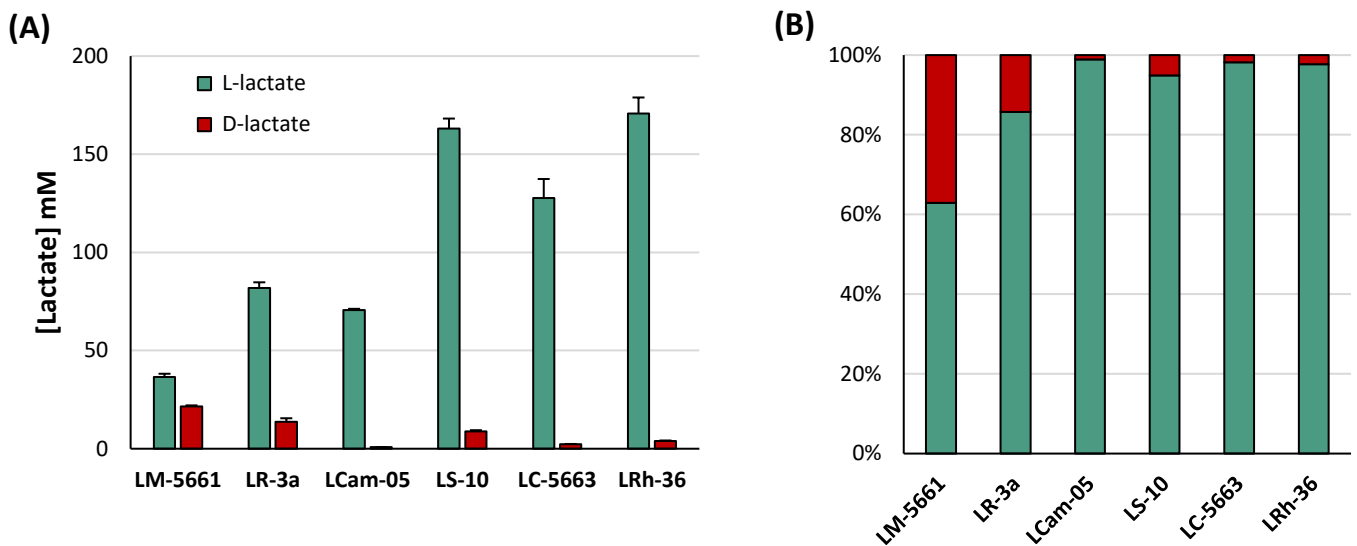 (A)
200
150
100
50
0
[Lactate] mM
L-lactate
D-lactate
LM-5661 LR-3a LCam-05 LS-10 LC-5663 LRh-36
(B)
100%
80%
60%
40%
20%
0%
LM-5661 LR-3a LCam-05 LS-10 LC-5663 LRh-36